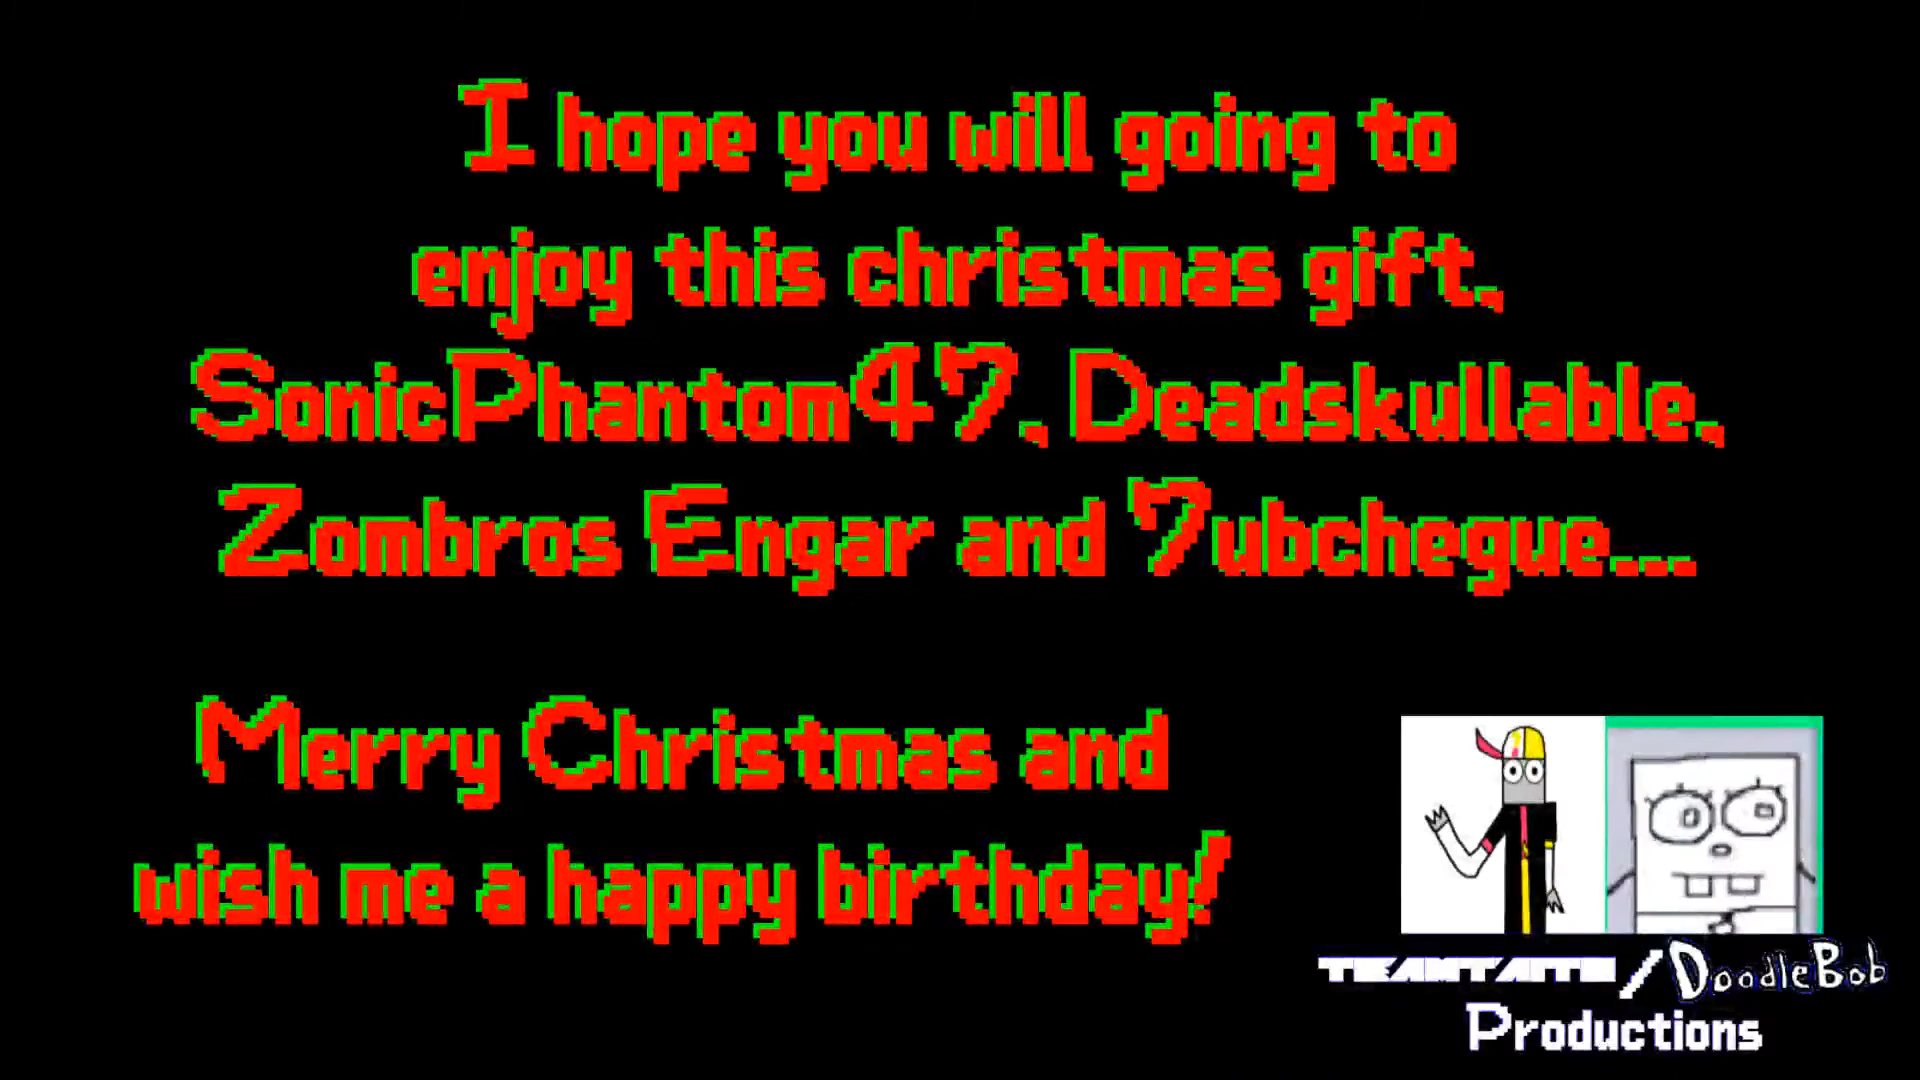 I hope you will going to
enjoy this christmas gift,
SonicPhantom47, Deadskullable,
Zombros Engar and 7ubchegue...
Merry Christmas and
wish me a happy birthday!
/DoodleBob
Productions